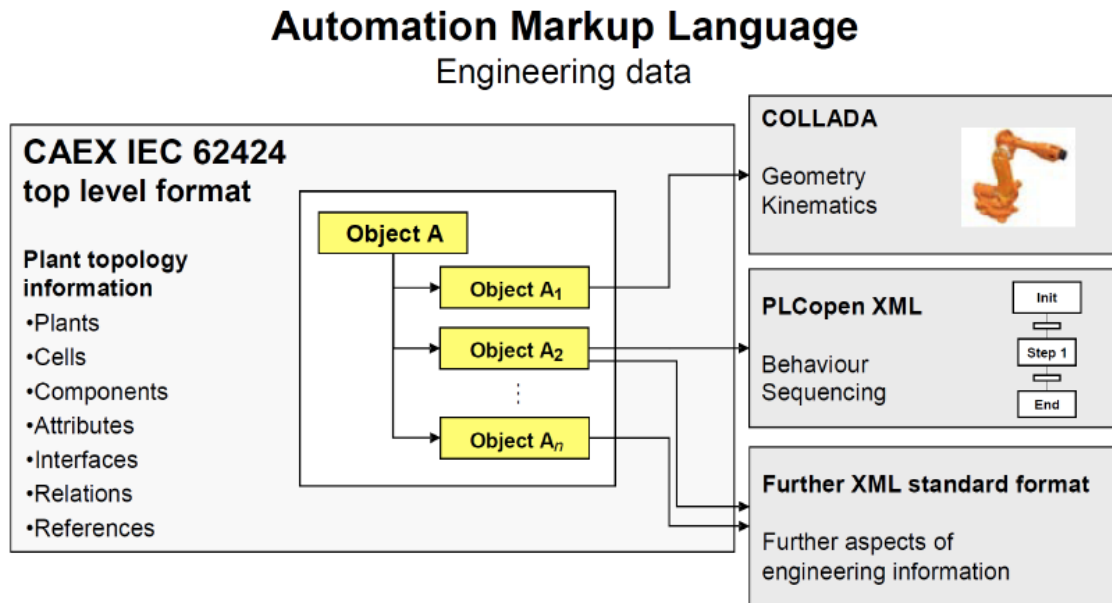 Automation Markup Language
Engineering data
CAEX IEC 62424
top level format
Plant topology
information
•Plants
•Cells
•Components
•Attributes
•Interfaces
•Relations
•References
Object A
Object A1
Object A2
Object An
COLLADA
Geometry
Kinematics
PLCopen XML
Behaviour
Sequencing
Init
Step 1
End
Further XML standard format
Further aspects of
engineering information